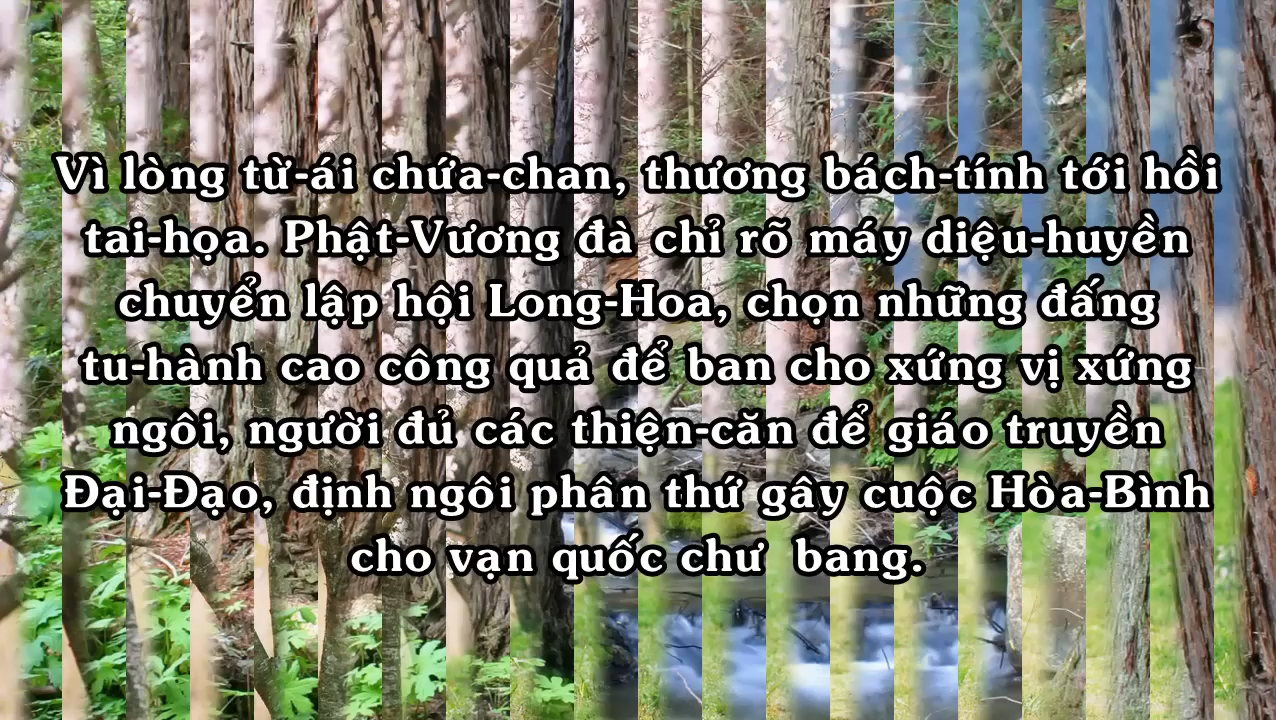 Vì lòng từ-ái chứa-chan, thương bách-tính tới hồi
tai-họa. Phật-Vương đà chỉ rõ máy diệu-huyền
chuyển lập hội Long-Hoa, chọn những đấng
tu-hành cao công quả để ban cho xứng vị xứng
ngôi, người đủ các thiện-căn để giáo truyền
Đại-Đạo, định ngôi phân thứ gây cuộc Hòa-Bình
cho vạn quốc chư  bang.